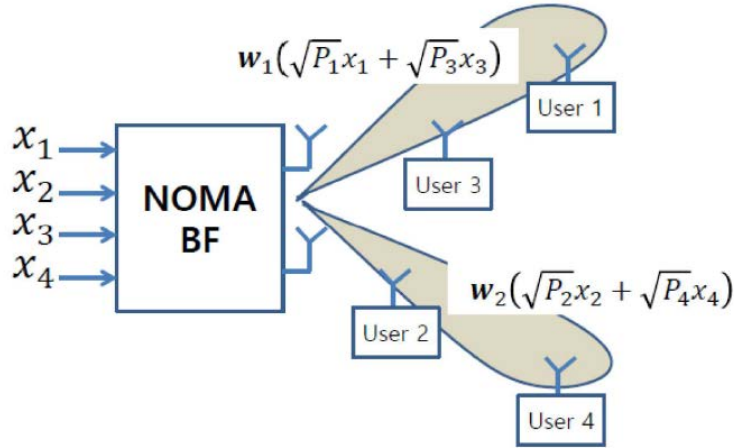 𝒘₁(√P₁x₁ + √P₃x₃)
User 1
User 3
x₁
x₂
x₃
x₄
NOMA
BF
𝒘₂(√P₂x₂ + √P₄x₄)
User 2
User 4